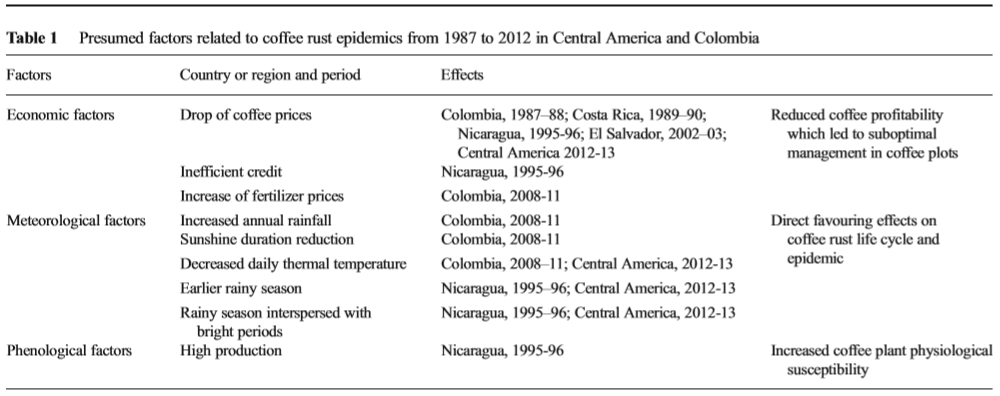 Table 1 Presumed factors related to coffee rust epidemics from 1987 to 2012 in Central America and Colombia
Factors Country or region and period Effects
Economic factors Drop of coffee prices Colombia, 1987–88; Costa Rica, 1989–90; Reduced coffee profitability
Nicaragua, 1995-96; El Salvador, 2002–03; which led to suboptimal
Central America 2012-13 management in coffee plots
Inefficient credit Nicaragua, 1995-96
Increase of fertilizer prices Colombia, 2008-11
Meteorological factors Increased annual rainfall Colombia, 2008-11 Direct favouring effects on
Sunshine duration reduction Colombia, 2008-11 coffee rust life cycle and
Decreased daily thermal temperature Colombia, 2008–11; Central America, 2012-13 epidemic
Earlier rainy season Nicaragua, 1995–96; Central America, 2012-13
Rainy season interspersed with Nicaragua, 1995–96; Central America, 2012-13
bright periods
Phenological factors High production Nicaragua, 1995-96 Increased coffee plant physiological
susceptibility